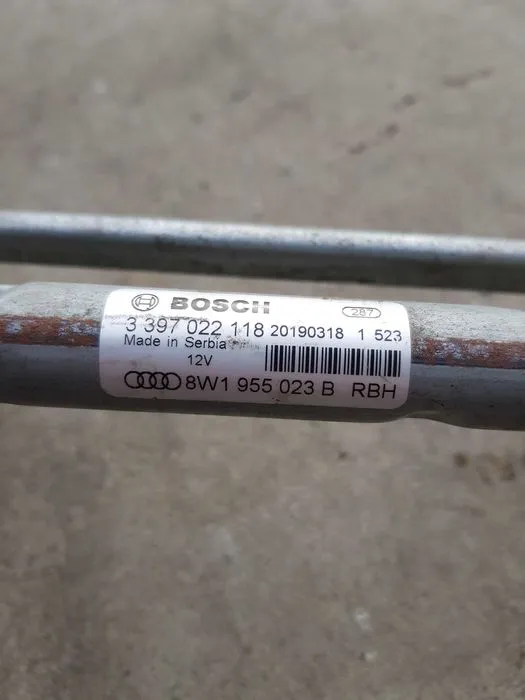 BOSCH 287
3 397 022 118 20190318 1 523
Made in Serbia
12V
8W1 955 023 B RBH